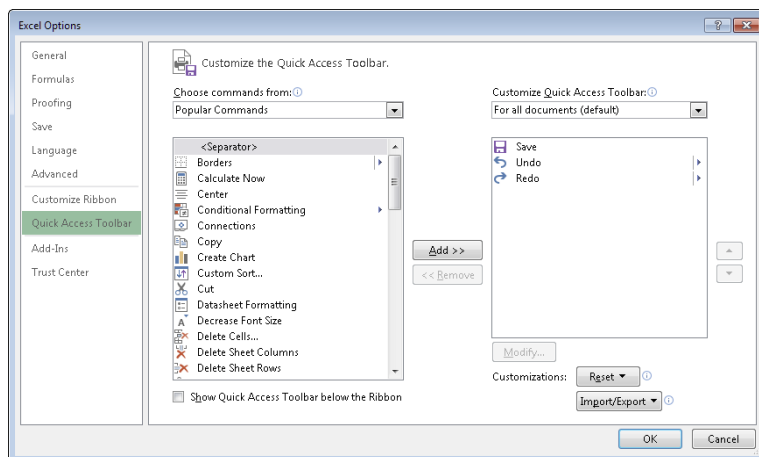 Excel Options
General
Formulas
Proofing
Save
Language
Advanced
Customize Ribbon
Quick Access Toolbar
Add-Ins
Trust Center
Customize the Quick Access Toolbar.
Choose commands from:
Popular Commands
<Separator>
Borders
Calculate Now
Center
Conditional Formatting
Connections
Copy
Create Chart
Custom Sort...
Cut
Datasheet Formatting
Decrease Font Size
Delete Cells...
Delete Sheet Columns
Delete Sheet Rows
Show Quick Access Toolbar below the Ribbon
Add >>
<< Remove
Customize Quick Access Toolbar:
For all documents (default)
Save
Undo
Redo
Modify...
Customizations: Reset
Import/Export
OK Cancel